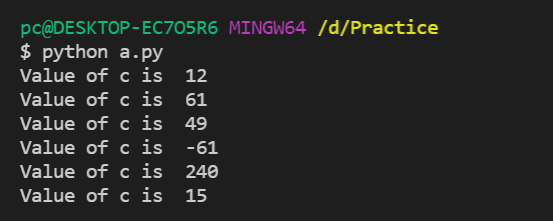 pc@DESKTOP-EC7O5R6 MINGW64 /d/Practice
$ python a.py
Value of c is  12
Value of c is  61
Value of c is  49
Value of c is  -61
Value of c is  240
Value of c is  15